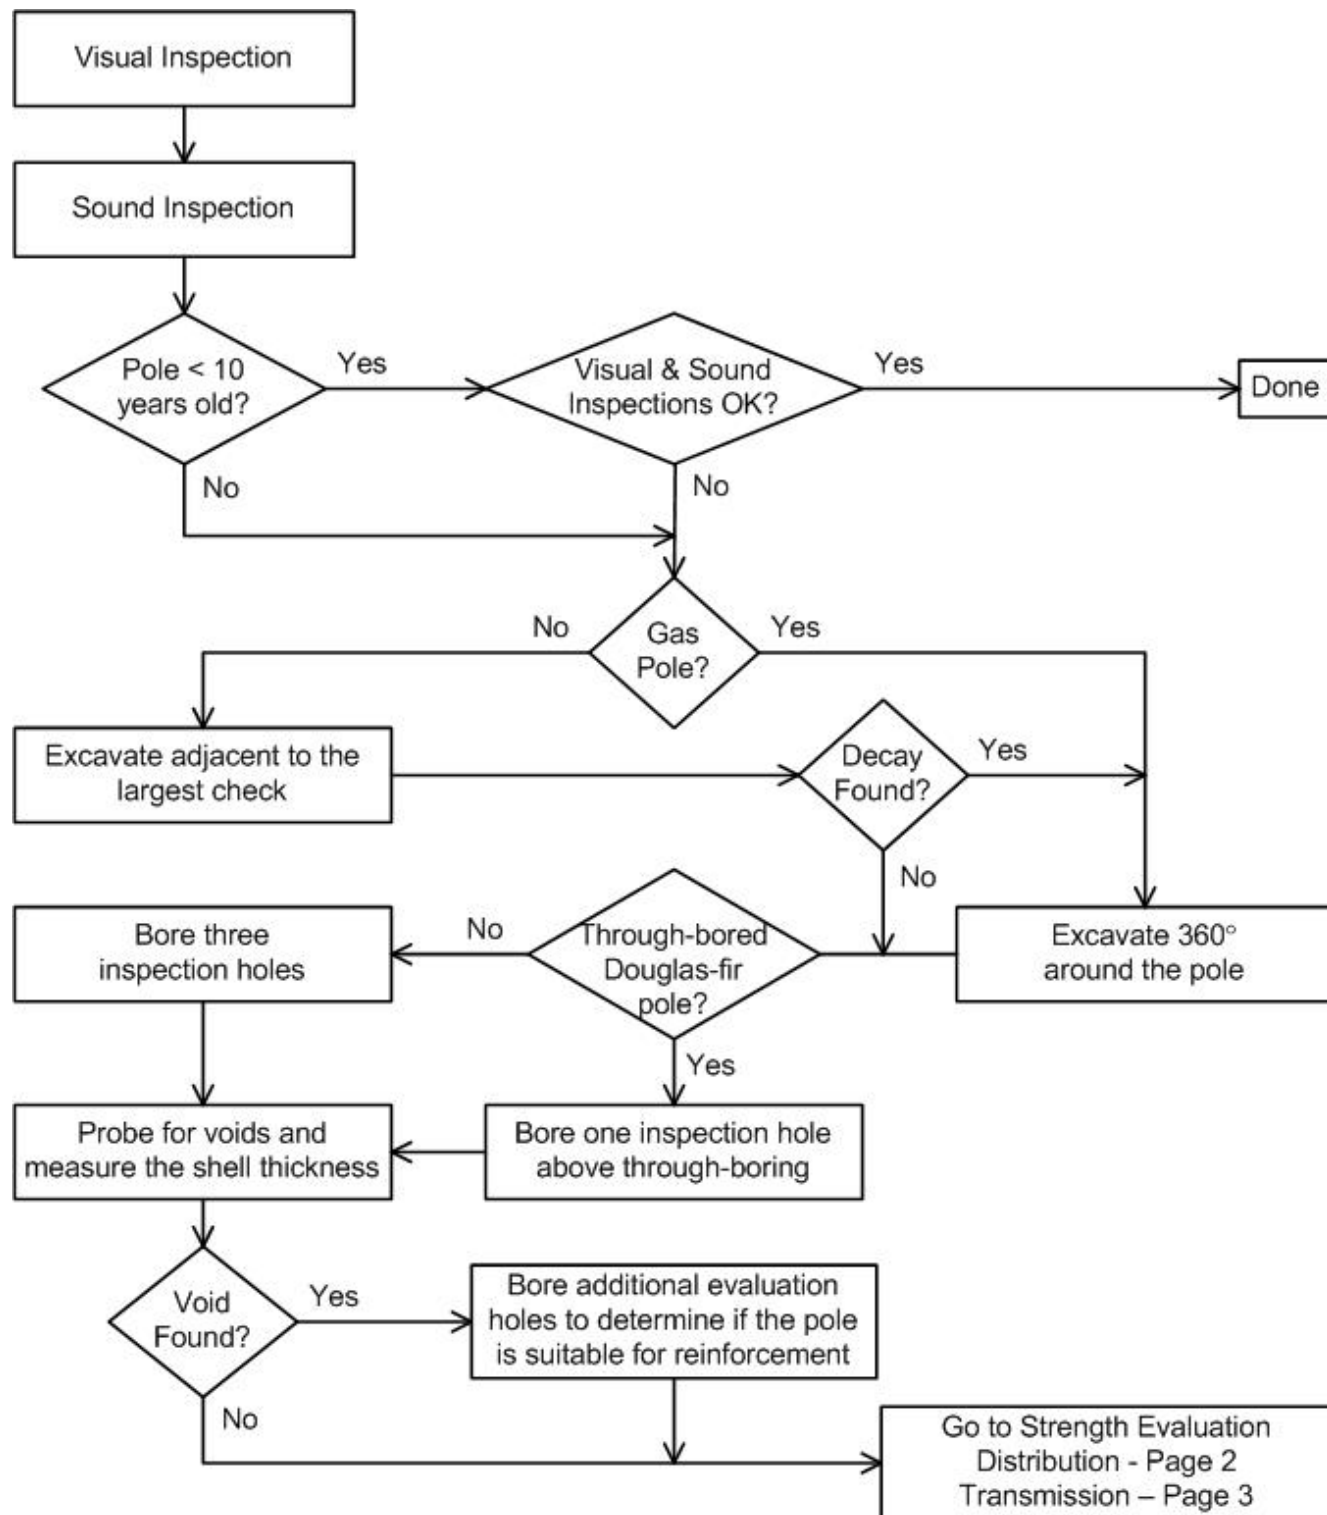 Visual Inspection
Sound Inspection
Pole < 10
years old?
Yes
Visual & Sound
Inspections OK?
Yes
Done
No
No
No
Gas
Pole?
Yes
Excavate adjacent to the
largest check
Decay
Found?
Yes
No
Bore three
inspection holes
No
Through-bored
Douglas-fir
pole?
Excavate 360°
around the pole
Yes
Probe for voids and
measure the shell thickness
Bore one inspection hole
above through-boring
Void
Found?
Yes
Bore additional evaluation
holes to determine if the pole
is suitable for reinforcement
No
Go to Strength Evaluation
Distribution - Page 2
Transmission – Page 3